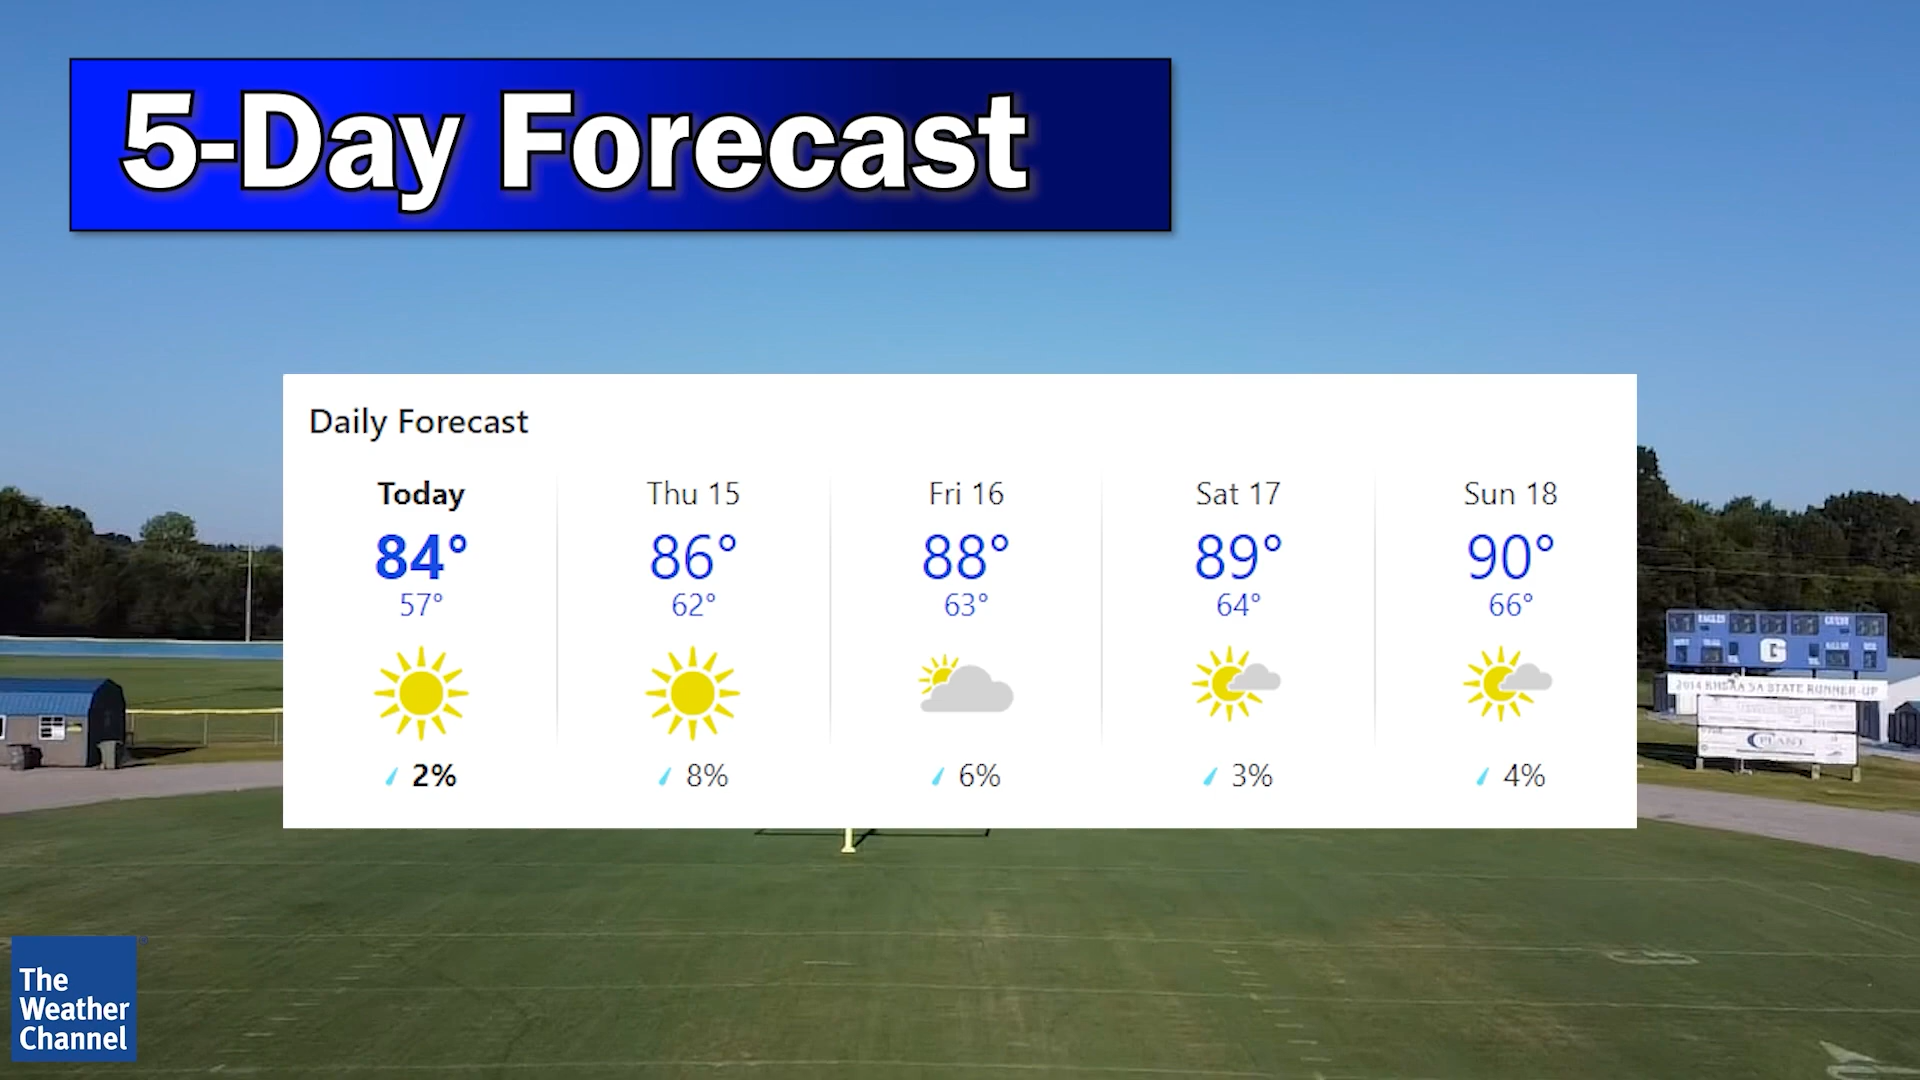 5-Day Forecast
Daily Forecast
Today
84°
57°
2%
Thu 15
86°
62°
8%
Fri 16
88°
63°
6%
Sat 17
89°
64°
3%
Sun 18
90°
66°
4%
EAGLES
GUEST
G
2014 KHSAA 5A STATE RUNNER-UP
The
Weather
Channel